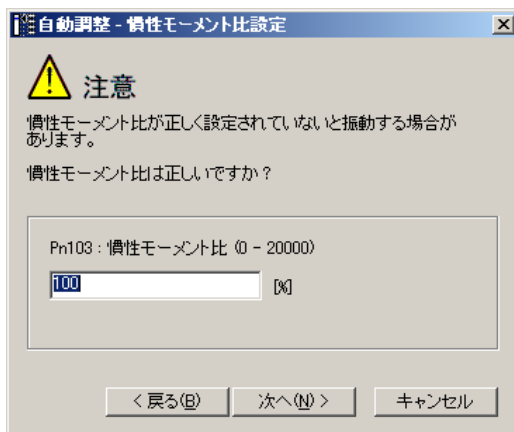 自動調整 - 慣性モーメント比設定
注意
慣性モーメント比が正しく設定されていないと振動する場合が
あります。
慣性モーメント比は正しいですか？
Pn103 : 慣性モーメント比 (0 - 20000)
100 [%]
< 戻る(B) 次へ(N) > キャンセル